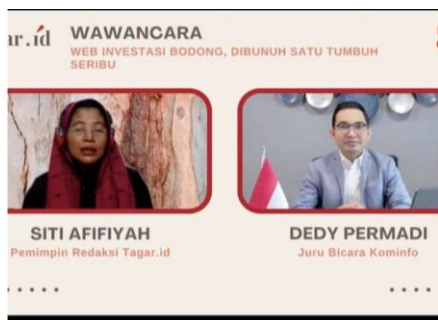 ar.id
WAWANCARA
WEB INVESTASI BODONG, DIBUNUH SATU TUMBUH
SERIBU
SITI AFIFIYAH
Pemimpin Redaksi Tagar.id
DEDY PERMADI
Juru Bicara Kominfo